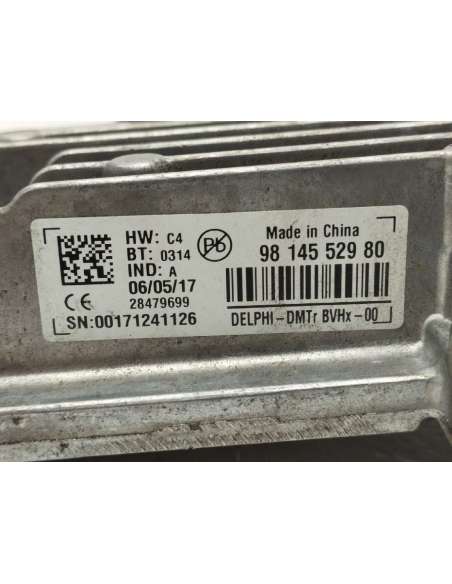 HW: C4
BT: 0314
IND: A
06/05/17
28479699
SN:00171241126
Pb
Made in China
98 145 529 80
DELPHI-DMTr BVHx-00
CE